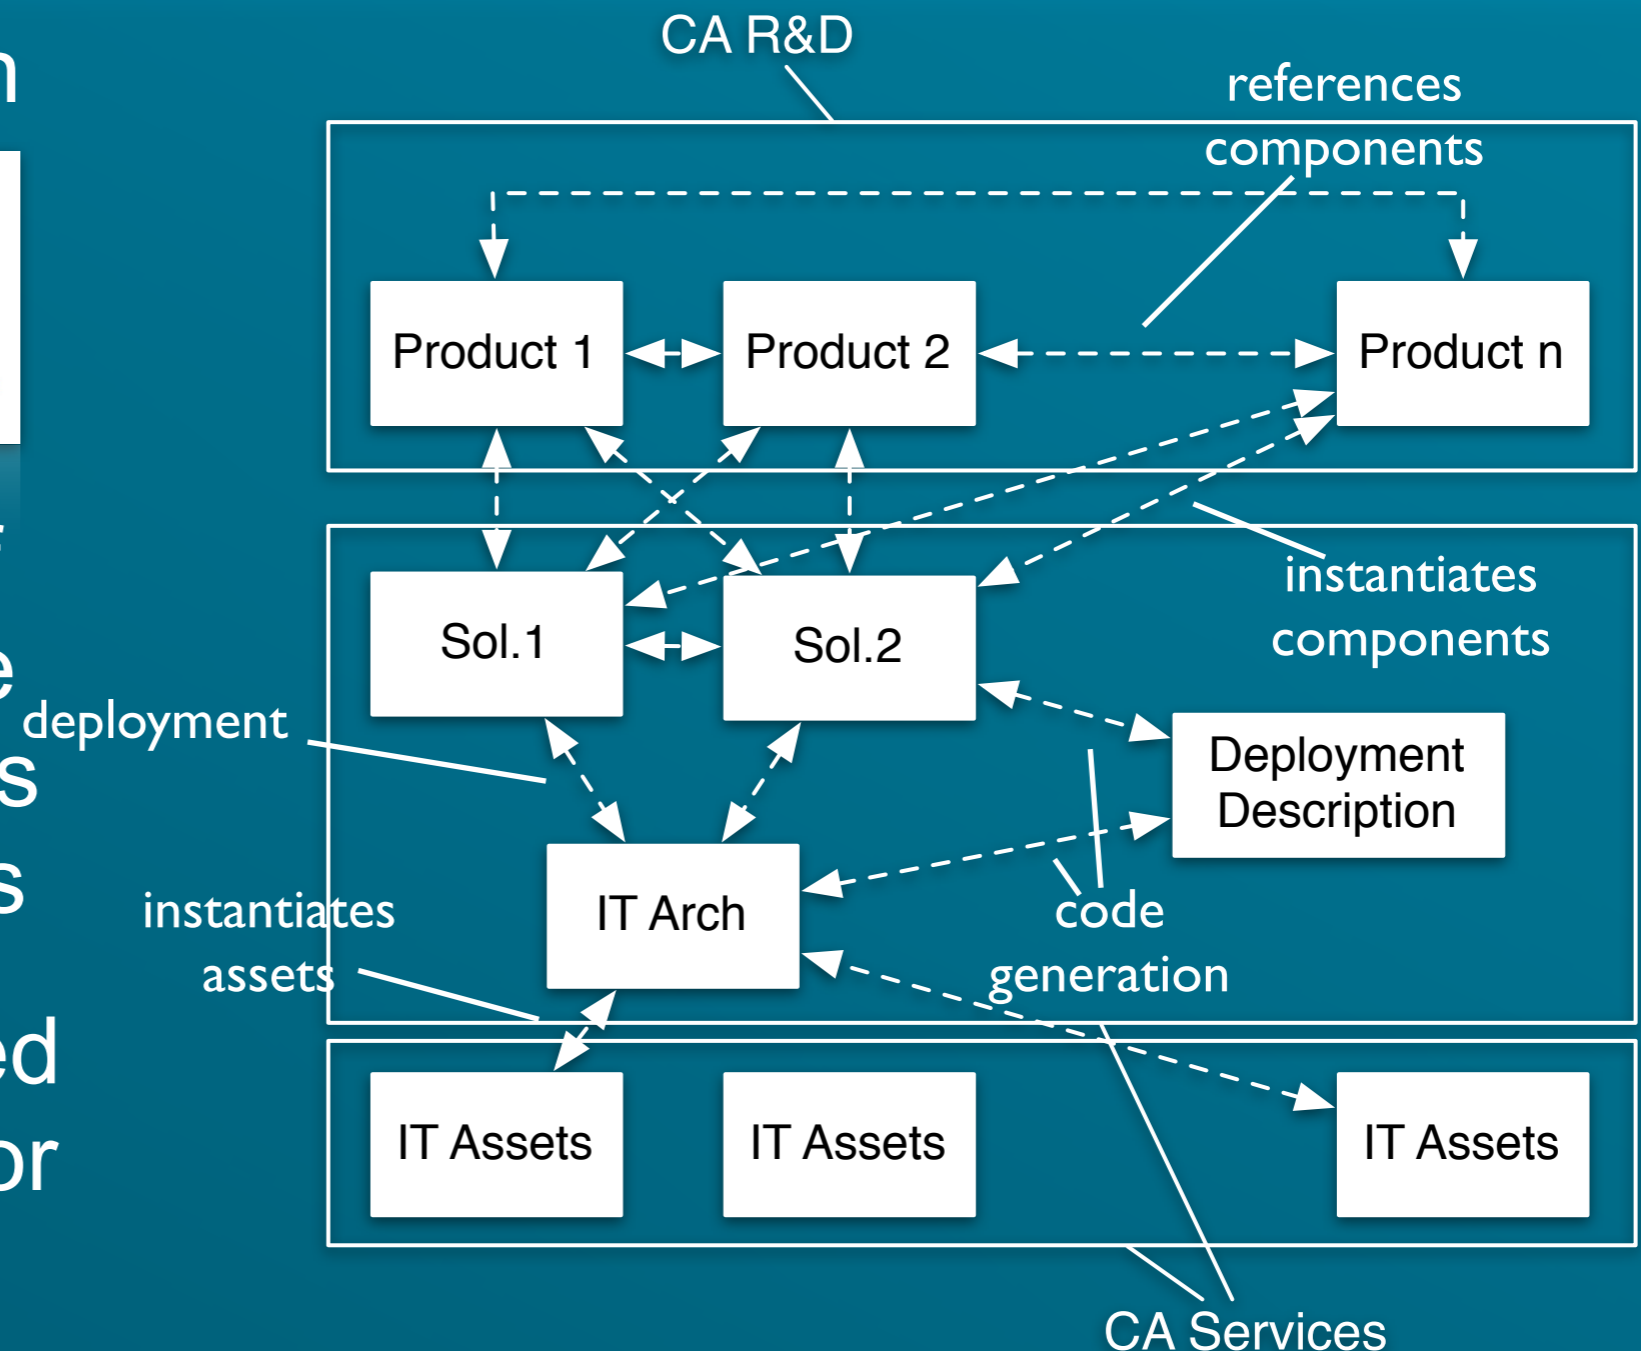 CA R&D
references
components
Product 1
Product 2
Product n
Sol.1
Sol.2
instantiates
components
deployment
Deployment
Description
IT Arch
code
generation
instantiates
assets
IT Assets
IT Assets
IT Assets
CA Services